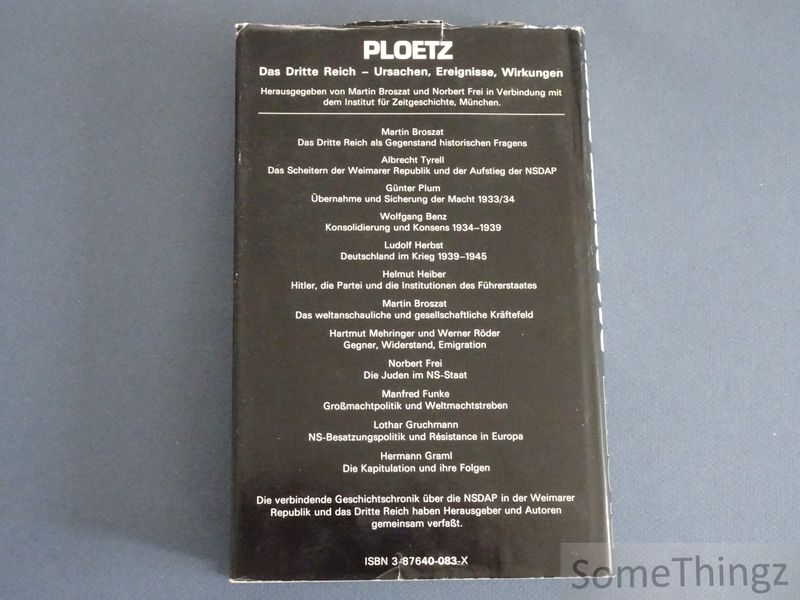 PLOETZ
Das Dritte Reich – Ursachen, Ereignisse, Wirkungen
Herausgegeben von Martin Broszat und Norbert Frei in Verbindung mit
dem Institut für Zeitgeschichte, München.
Martin Broszat
Das Dritte Reich als Gegenstand historischen Fragens
Albrecht Tyrell
Das Scheitern der Weimarer Republik und der Aufstieg der NSDAP
Günter Plum
Übernahme und Sicherung der Macht 1933/34
Wolfgang Benz
Konsolidierung und Konsens 1934–1939
Ludolf Herbst
Deutschland im Krieg 1939–1945
Helmut Heiber
Hitler, die Partei und die Institutionen des Führerstaates
Martin Broszat
Das weltanschauliche und gesellschaftliche Kräftefeld
Hartmut Mehringer und Werner Röder
Gegner, Widerstand, Emigration
Norbert Frei
Die Juden im NS-Staat
Manfred Funke
Großmachtpolitik und Weltmachtstreben
Lothar Gruchmann
NS-Besatzungspolitik und Résistance in Europa
Hermann Graml
Die Kapitulation und ihre Folgen
Die verbindende Geschichtschronik über die NSDAP in der Weimarer
Republik und das Dritte Reich haben Herausgeber und Autoren
gemeinsam verfaßt.
ISBN 3-87640-083-X
SomeThingz